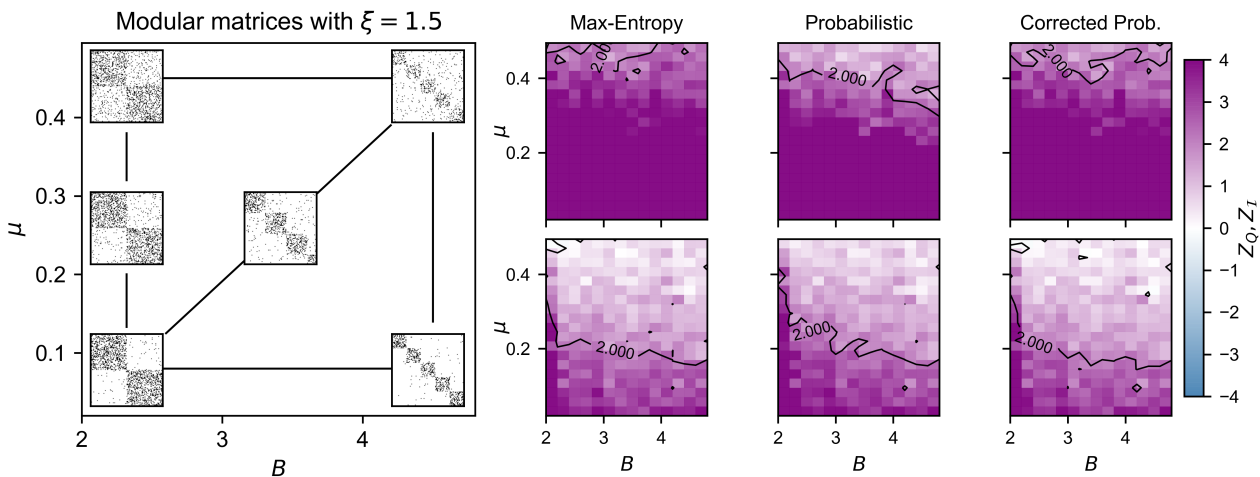 Modular matrices with ξ = 1.5
μ
0.4
0.3
0.2
0.1
2
3
4
B
Max-Entropy
Probabilistic
Corrected Prob.
μ
0.4
0.2
2.000
2.000
2.000
μ
0.4
0.2
2.000
2.000
2.000
2
3
4
B
2
3
4
B
2
3
4
B
4
3
2
1
0
−1
−2
−3
−4
Z_Q, Z_I